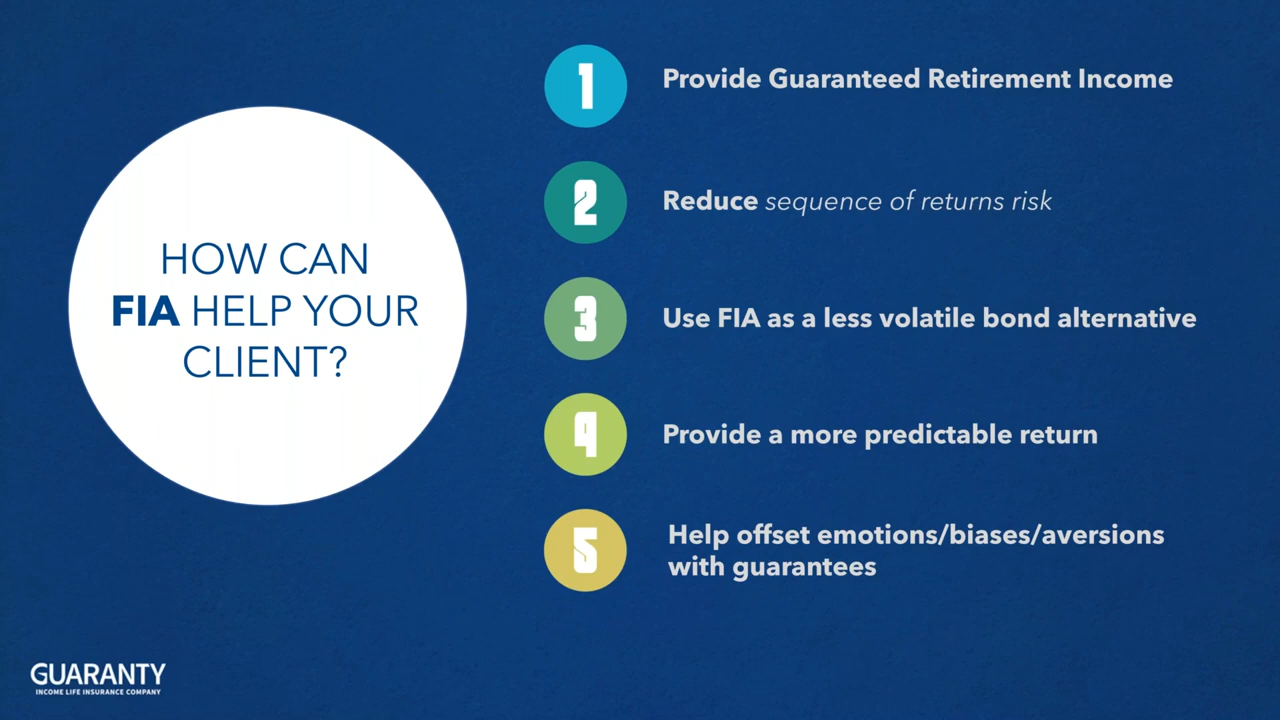 HOW CAN
FIA HELP YOUR
CLIENT?
1
Provide Guaranteed Retirement Income
2
Reduce sequence of returns risk
3
Use FIA as a less volatile bond alternative
4
Provide a more predictable return
5
Help offset emotions/biases/aversions
with guarantees
GUARANTY
INCOME LIFE INSURANCE COMPANY